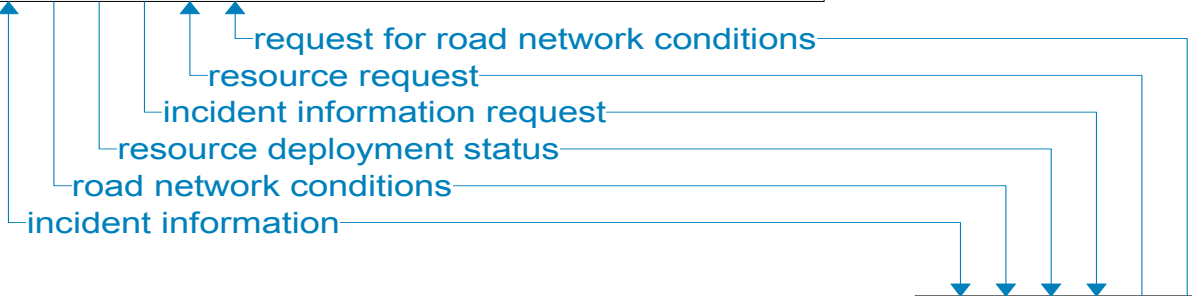 request for road network conditions
resource request
incident information request
resource deployment status
road network conditions
incident information